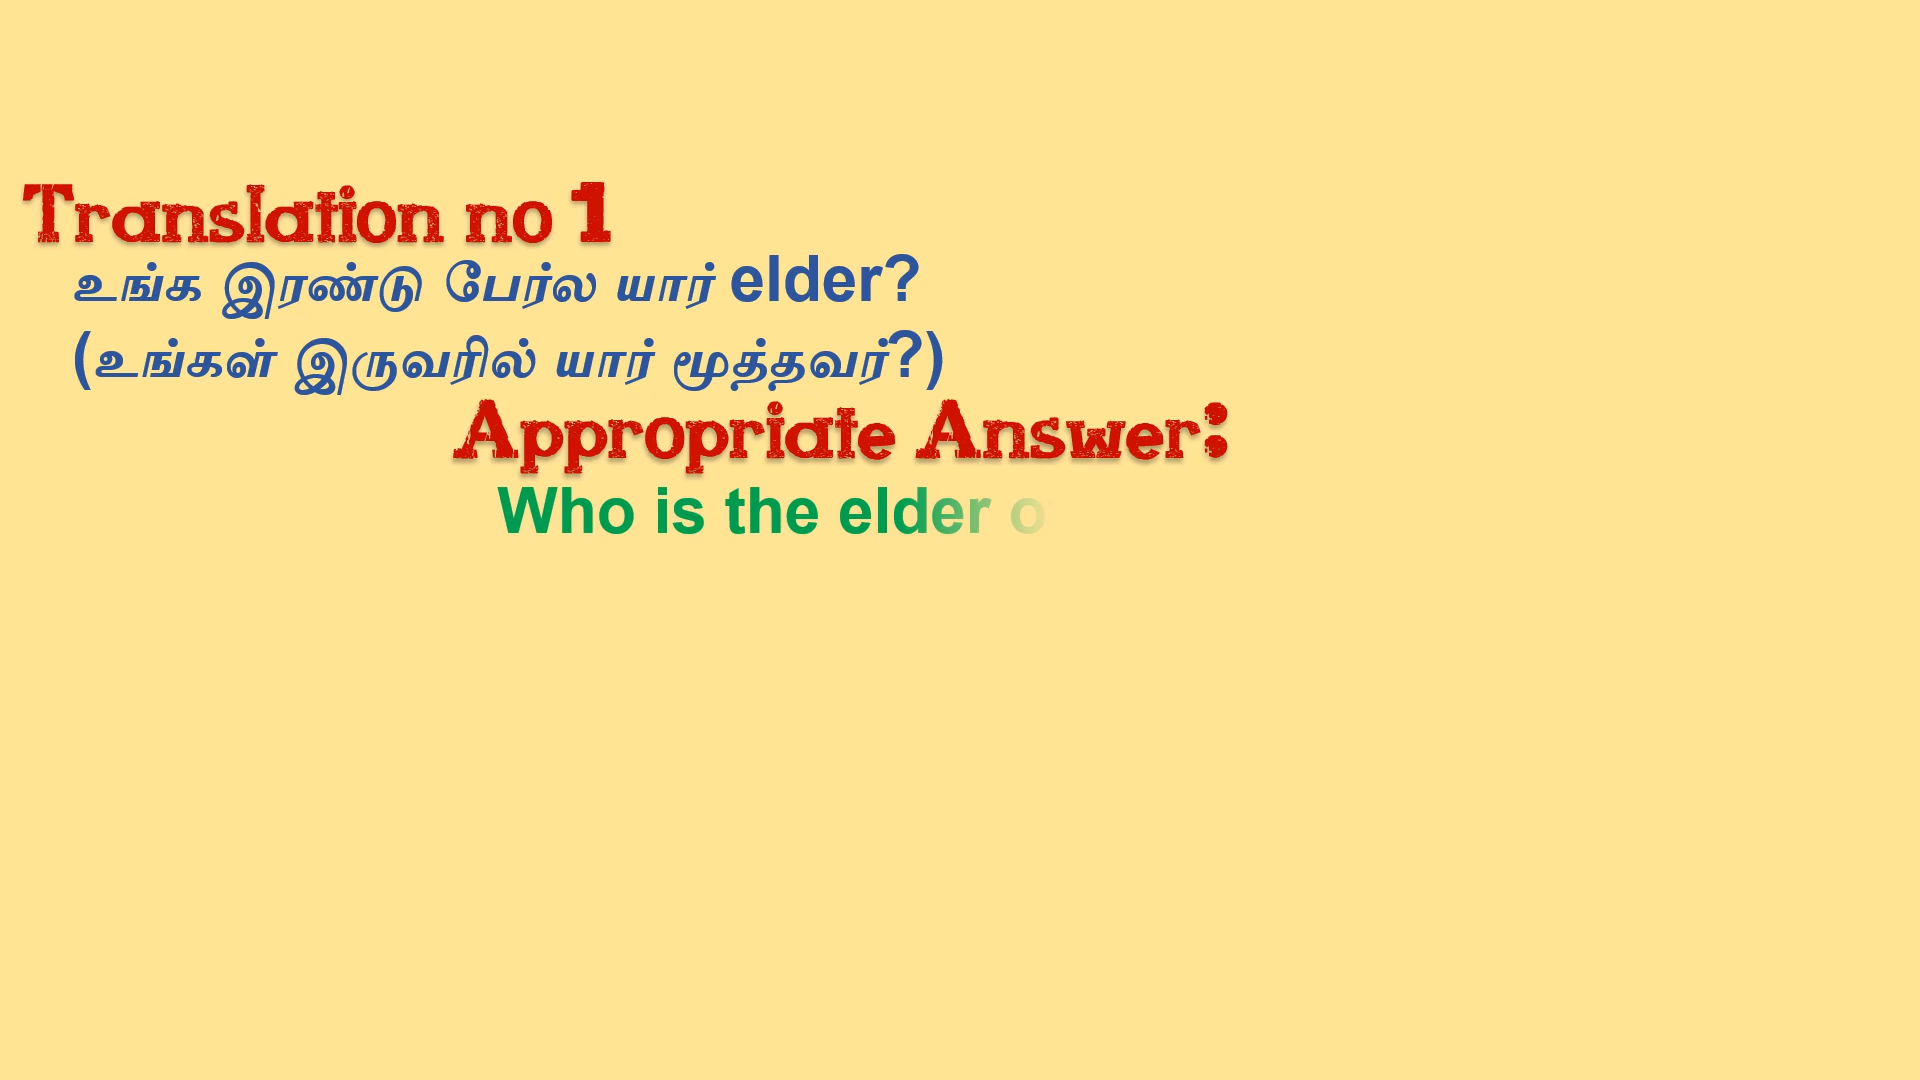 Translation no 1
உங்க இரண்டு பேர்ல யார் elder?
(உங்கள் இருவரில் யார் மூத்தவர்?)
Appropriate Answer:
Who is the elder o